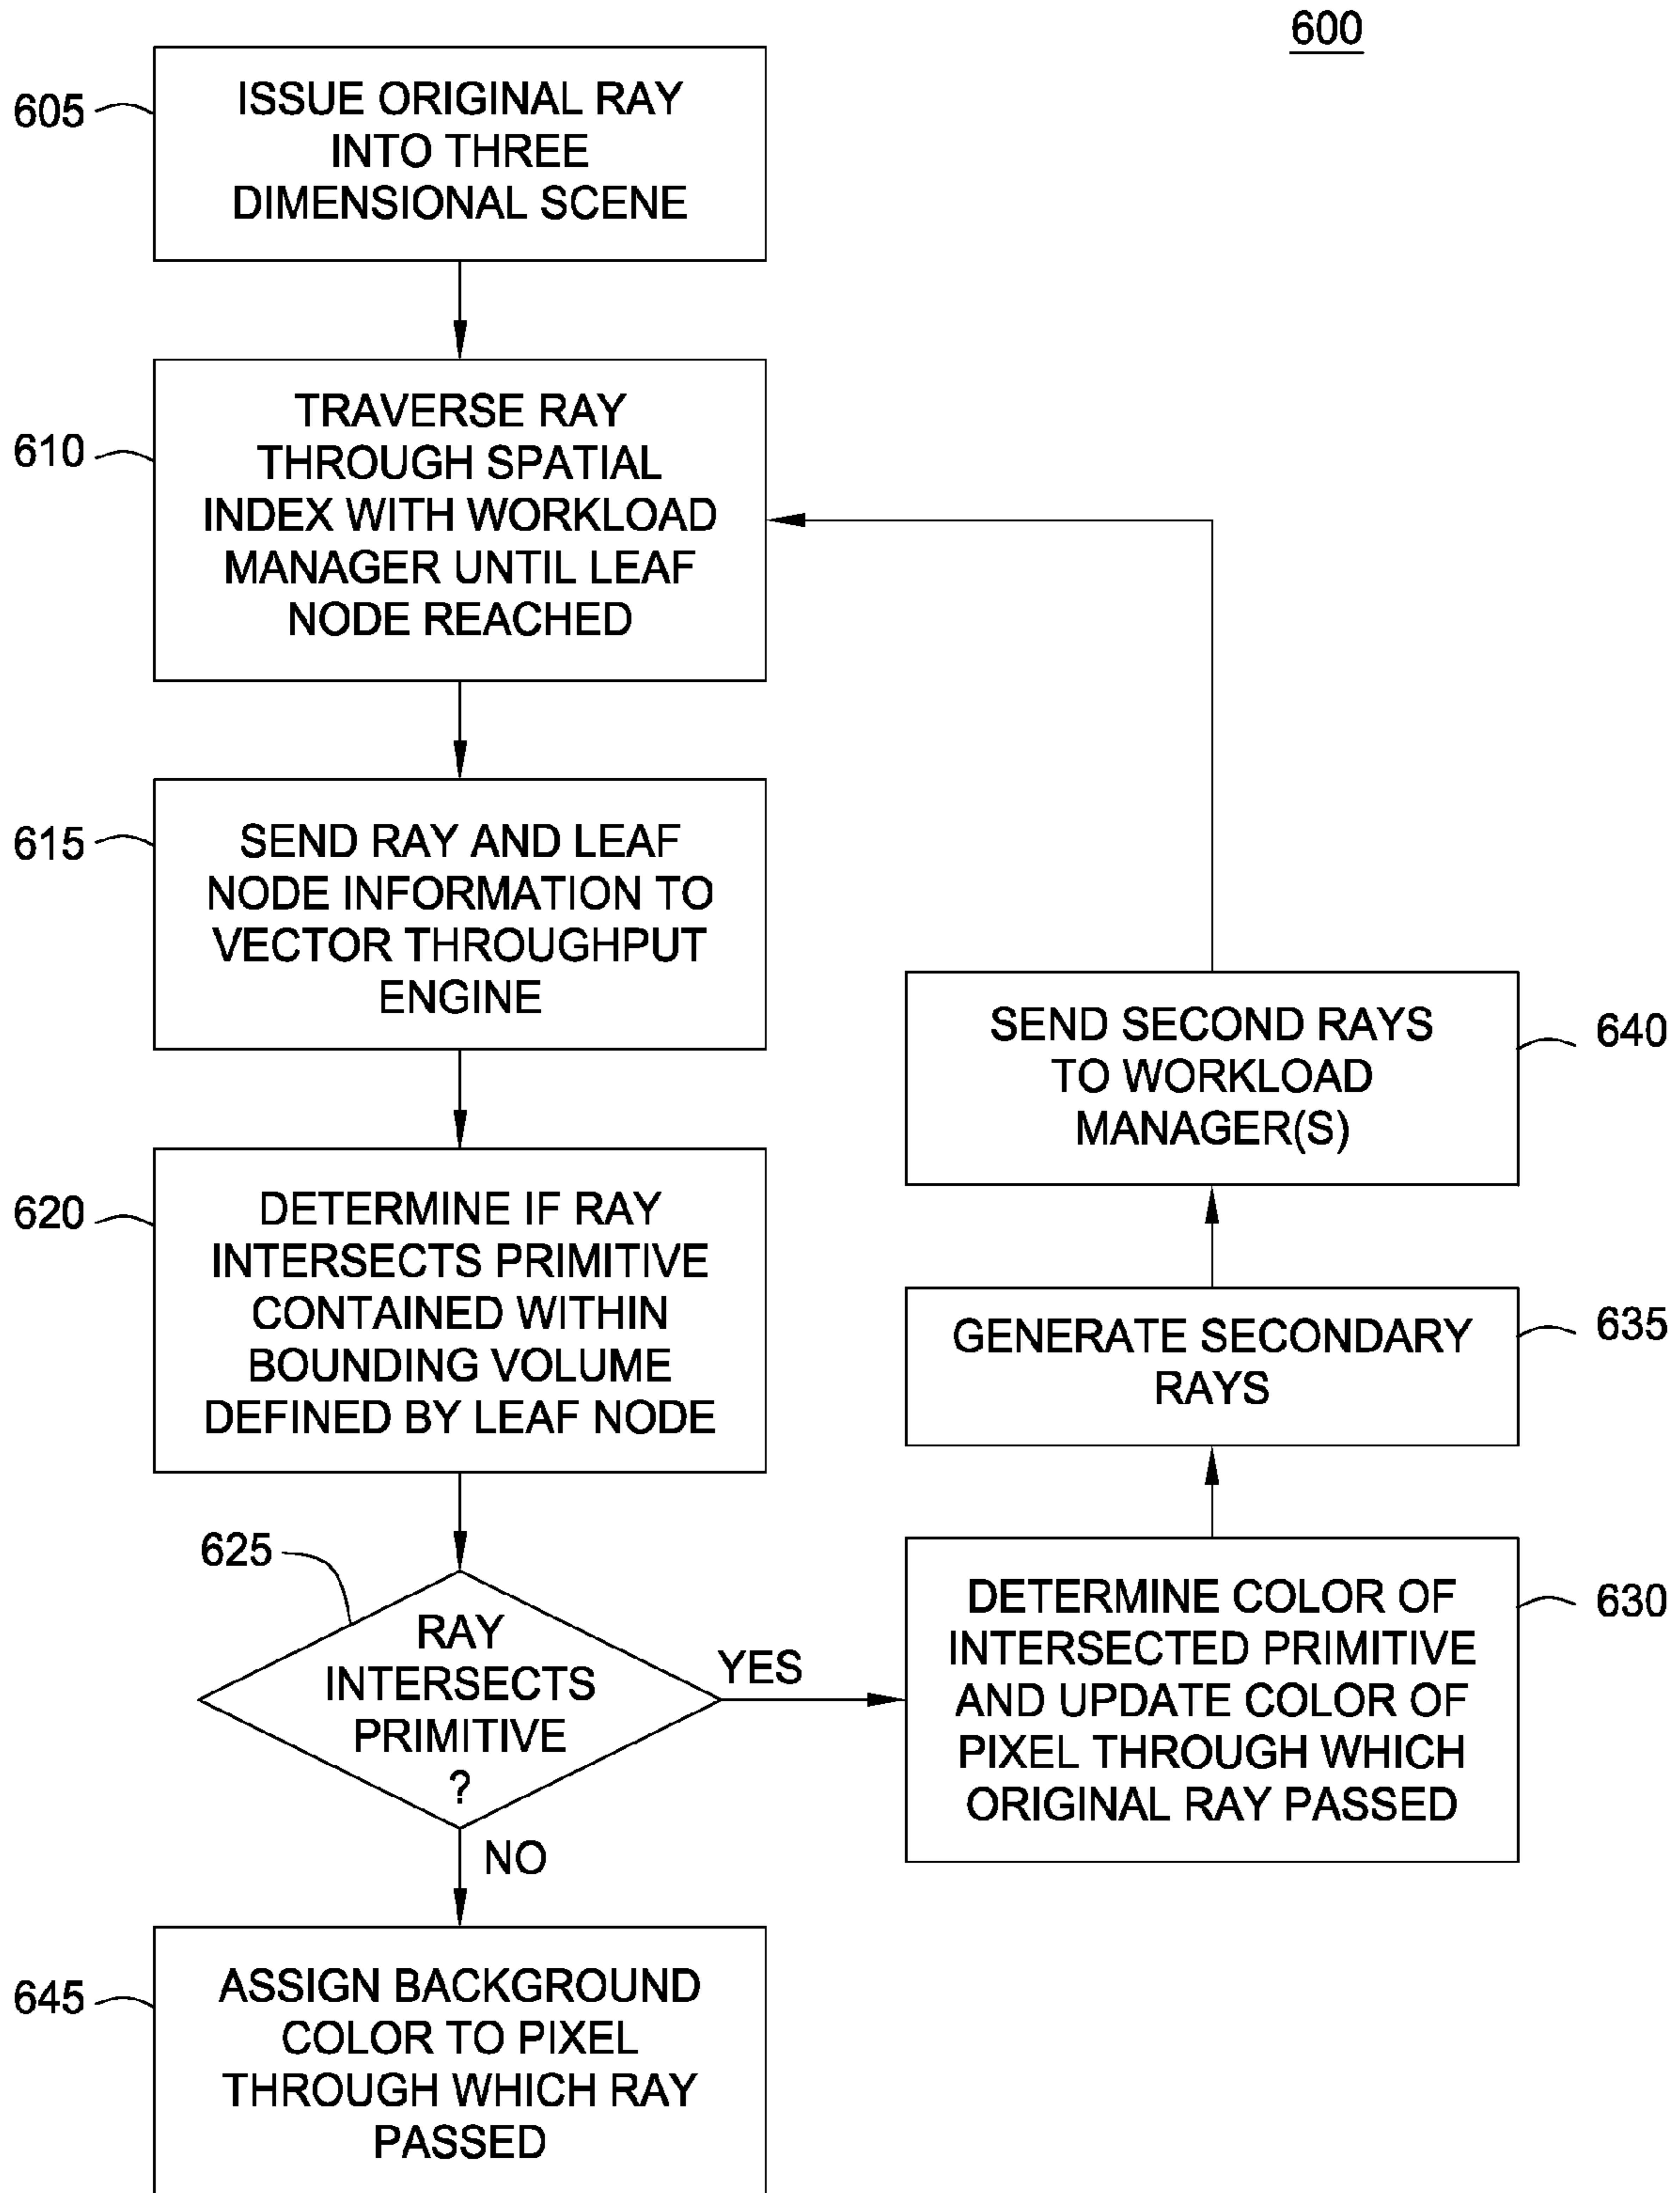 600
605
ISSUE ORIGINAL RAY
INTO THREE
DIMENSIONAL SCENE
610
TRAVERSE RAY
THROUGH SPATIAL
INDEX WITH WORKLOAD
MANAGER UNTIL LEAF
NODE REACHED
615
SEND RAY AND LEAF
NODE INFORMATION TO
VECTOR THROUGHPUT
ENGINE
620
DETERMINE IF RAY
INTERSECTS PRIMITIVE
CONTAINED WITHIN
BOUNDING VOLUME
DEFINED BY LEAF NODE
625
RAY
INTERSECTS
PRIMITIVE
?
YES
NO
630
DETERMINE COLOR OF
INTERSECTED PRIMITIVE
AND UPDATE COLOR OF
PIXEL THROUGH WHICH
ORIGINAL RAY PASSED
635
GENERATE SECONDARY
RAYS
640
SEND SECOND RAYS
TO WORKLOAD
MANAGER(S)
645
ASSIGN BACKGROUND
COLOR TO PIXEL
THROUGH WHICH RAY
PASSED